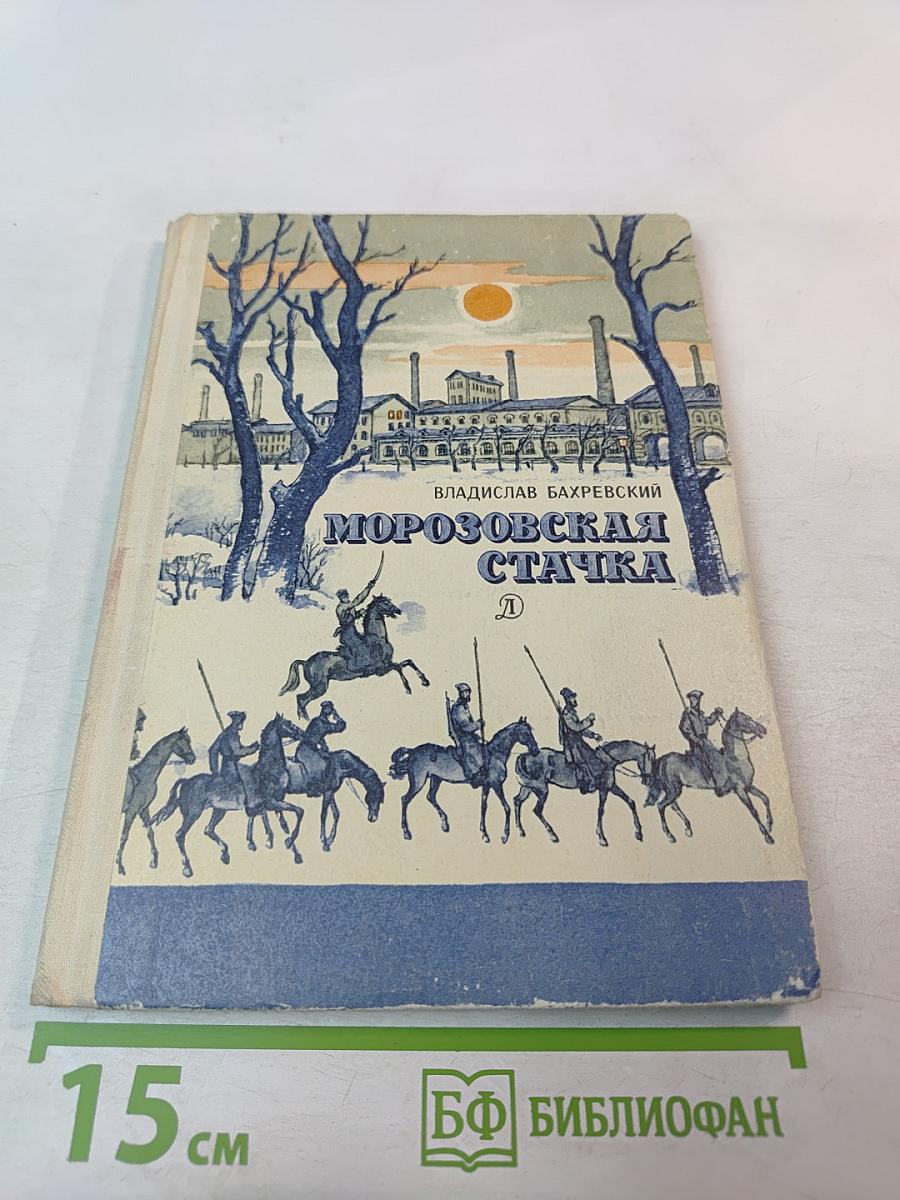 ВЛАДИСЛАВ БАХРЕВСКИЙ
МОРОЗОВСКАЯ
СТАЧКА
Д
15 см
БФ БИБЛИОФАН